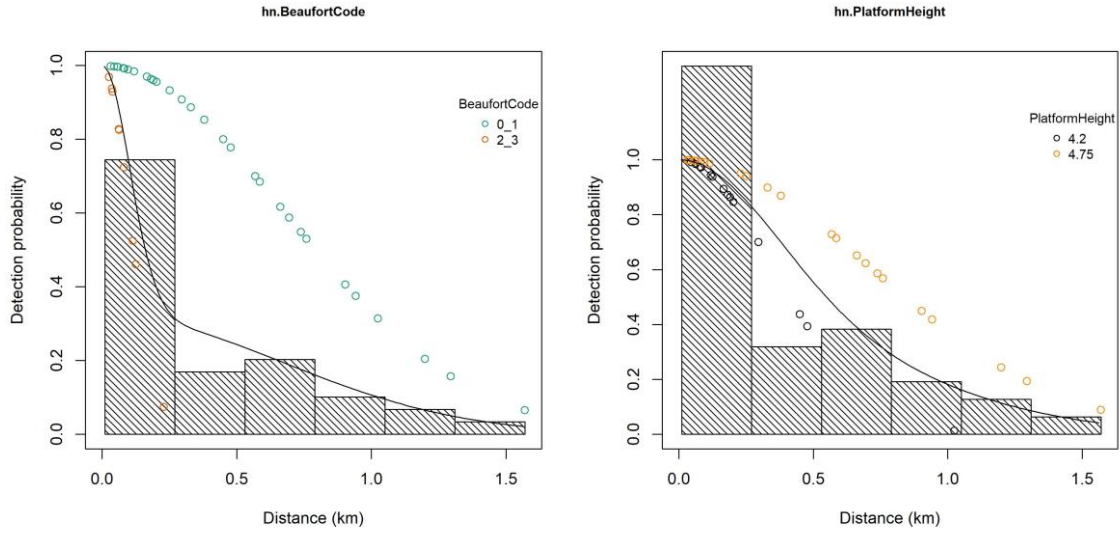 hn.BeaufortCode
Detection probability
1.0
0.8
0.6
0.4
0.2
0.0
BeaufortCode
0_1
2_3
0.0 0.5 1.0 1.5
Distance (km)
hn.PlatformHeight
Detection probability
1.0
0.8
0.6
0.4
0.2
0.0
PlatformHeight
4.2
4.75
0.0 0.5 1.0 1.5
Distance (km)